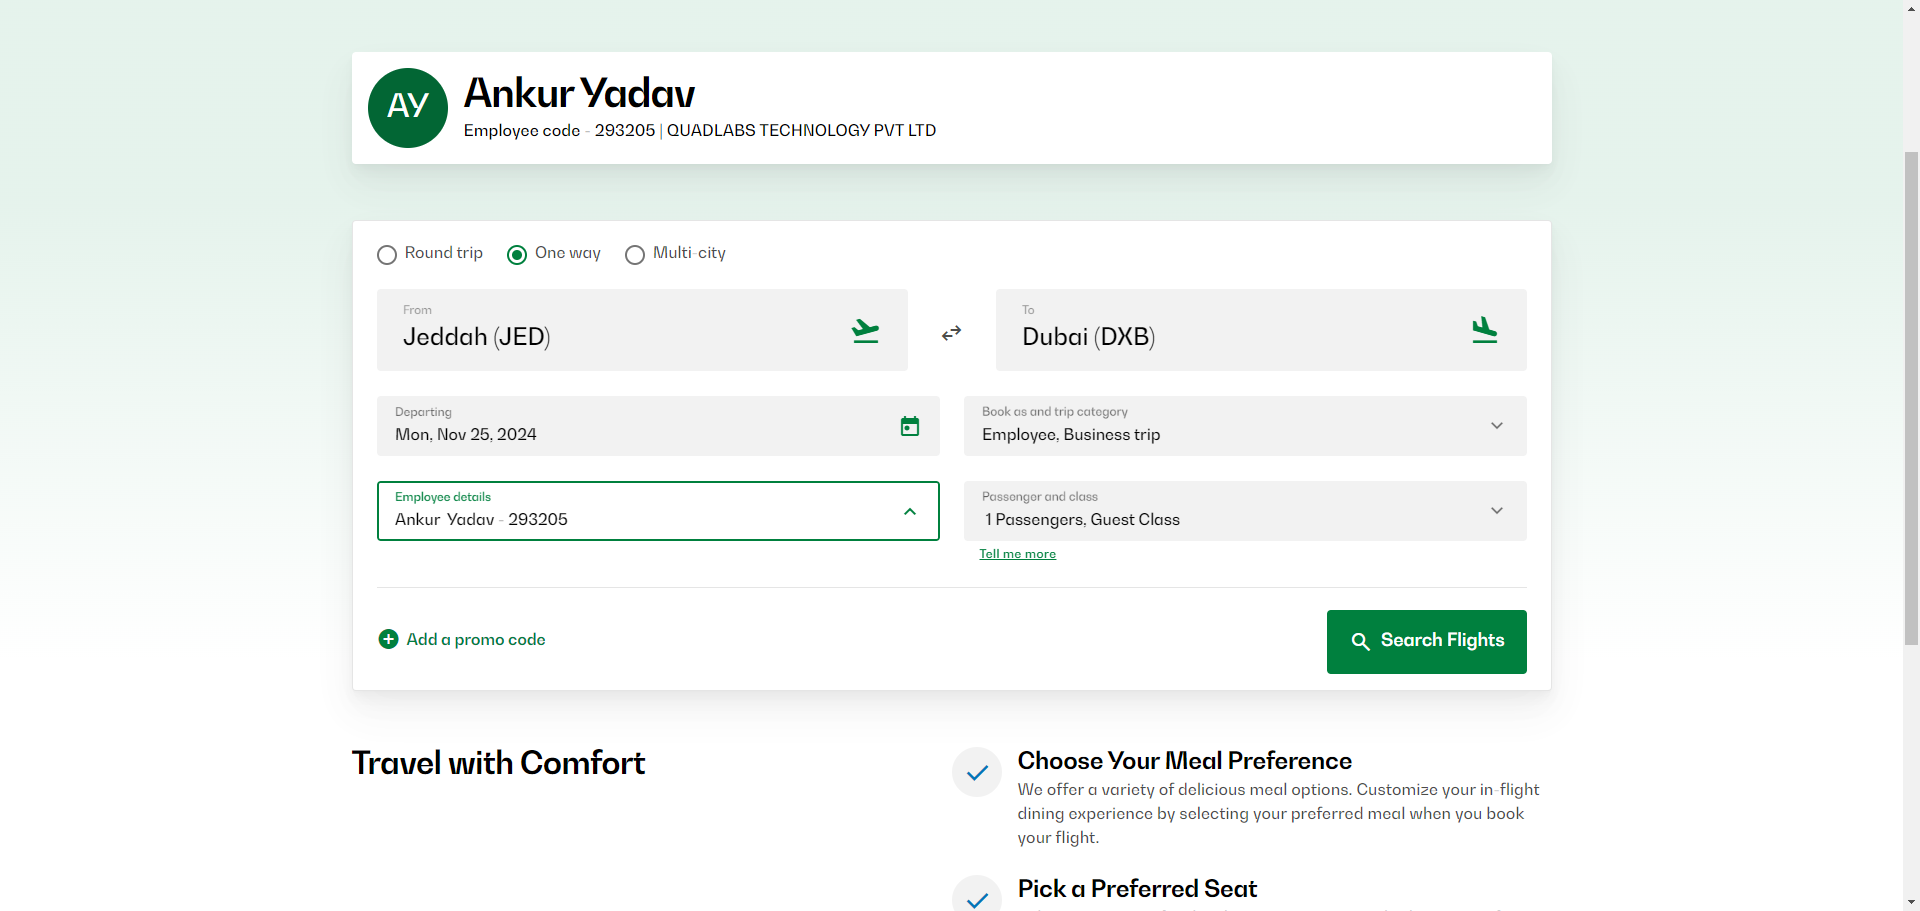 AY
Ankur Yadav
Employee code - 293205 | QUADLABS TECHNOLOGY PVT LTD
Round trip
One way
Multi-city
From
Jeddah (JED)
To
Dubai (DXB)
Departing
Mon, Nov 25, 2024
Book as and trip category
Employee, Business trip
Employee details
Ankur Yadav - 293205
Passenger and class
1 Passengers, Guest Class
Tell me more
Add a promo code
Search Flights
Travel with Comfort
Choose Your Meal Preference
We offer a variety of delicious meal options. Customize your in-flight
dining experience by selecting your preferred meal when you book
your flight.
Pick a Preferred Seat